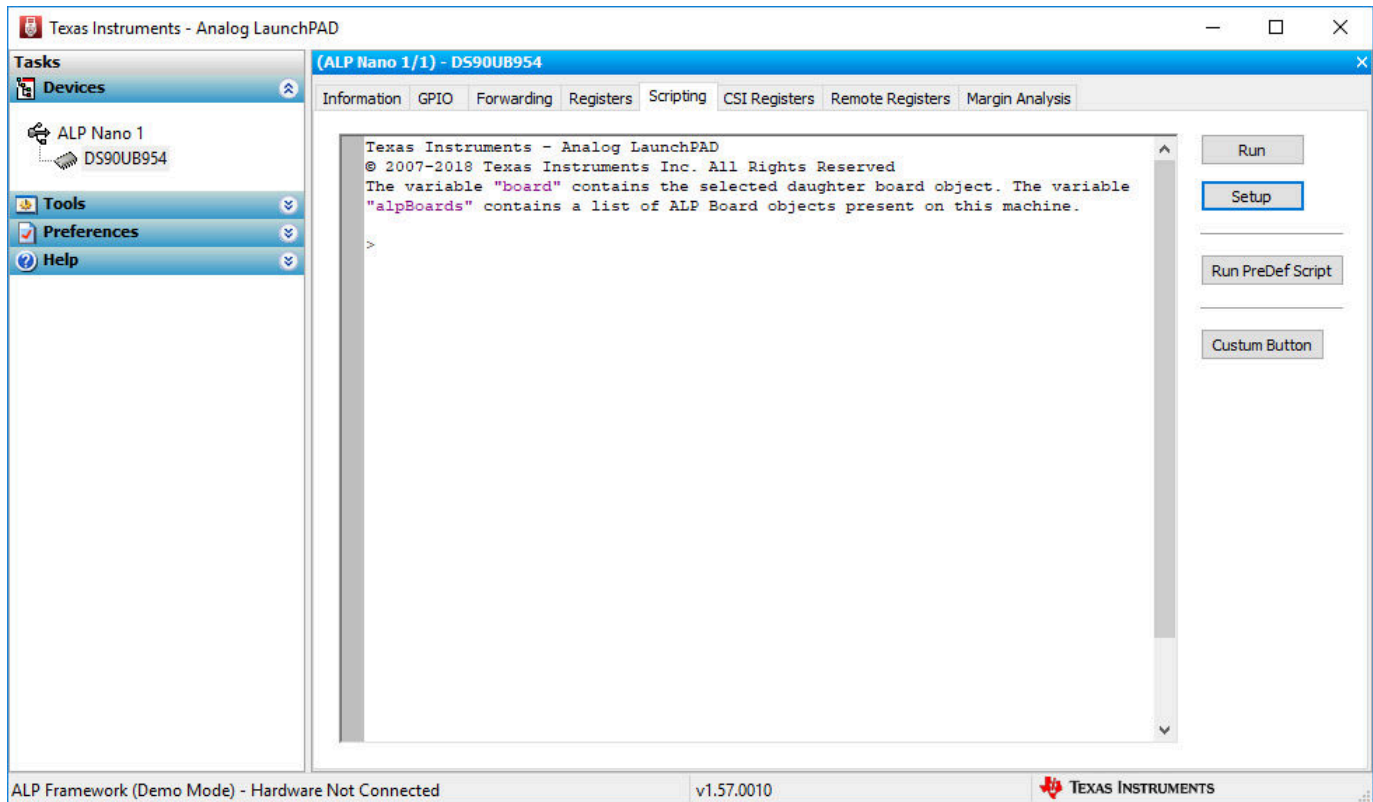 Texas Instruments - Analog LaunchPAD
Tasks
Devices
ALP Nano 1
DS90UB954
Tools
Preferences
Help
(ALP Nano 1/1) - DS90UB954
Information GPIO Forwarding Registers Scripting CSI Registers Remote Registers Margin Analysis
Texas Instruments - Analog LaunchPAD
© 2007-2018 Texas Instruments Inc. All Rights Reserved
The variable "board" contains the selected daughter board object. The variable
"alpBoards" contains a list of ALP Board objects present on this machine.
>
Run
Setup
Run PreDef Script
Custum Button
ALP Framework (Demo Mode) - Hardware Not Connected
v1.57.0010
TEXAS INSTRUMENTS